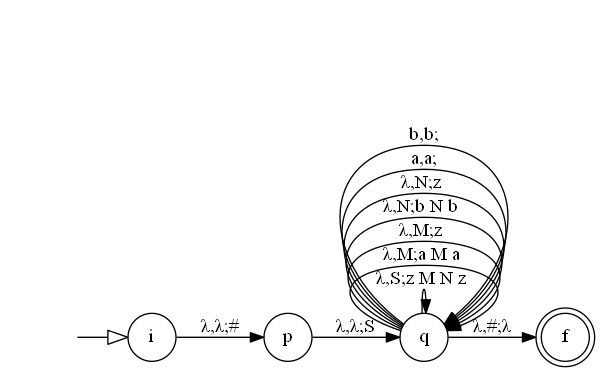 b,b;
a,a;
λ,N;z
λ,N;b N b
λ,M;z
λ,M;a M a
λ,S;z M N z
i
λ,λ;#
p
λ,λ;S
q
λ,#;λ
f